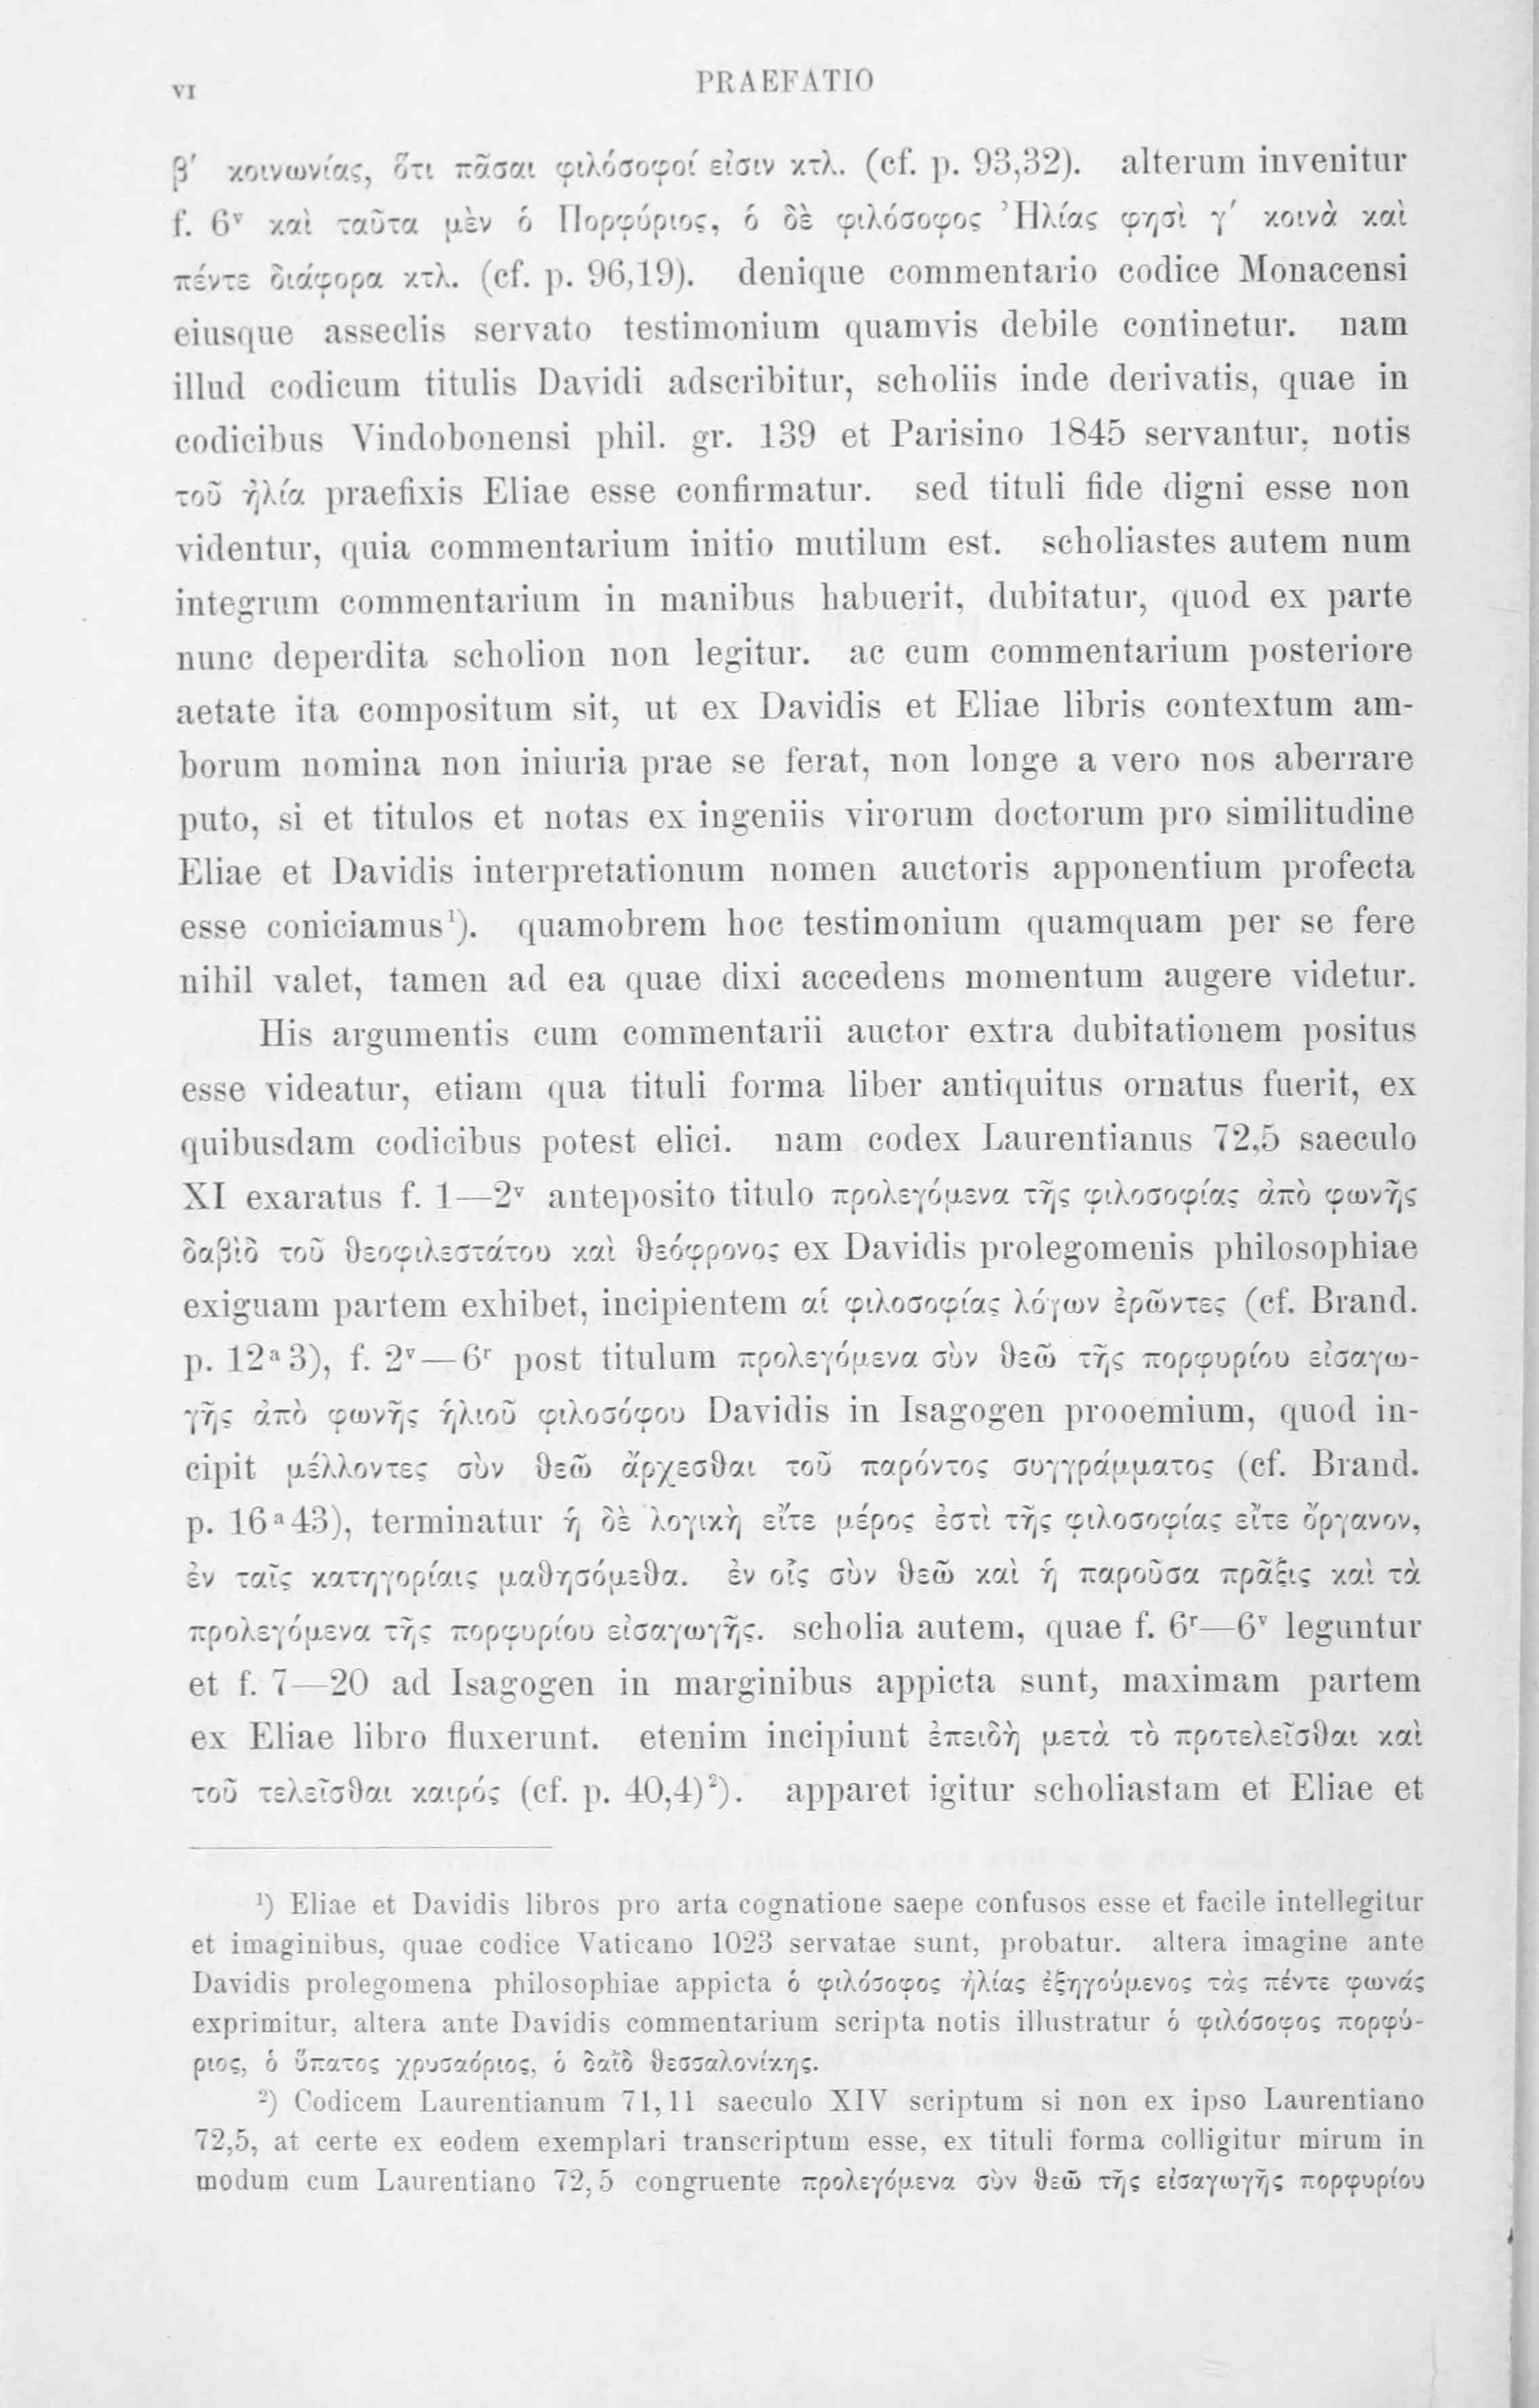 VI
PRAEFATIO
β′ κοινωνίας, ὅτι πᾶσαι φιλόσοφοί εἰσιν κτλ. (cf. p. 93,32). alterum invenitur
f. 6ᵛ καὶ ταῦτα μὲν ὁ Πορφύριος, ὁ δὲ φιλόσοφος Ἠλίας φησὶ γ′ κοινὰ καὶ
πέντε διάφορα κτλ. (cf. p. 96,19). denique commentario codice Monacensi
eiusque asseclis servato testimonium quamvis debile continetur. nam
illud codicum titulis Davidi adscribitur, scholiis inde derivatis, quae in
codicibus Vindobonensi phil. gr. 139 et Parisino 1845 servantur, notis
τοῦ ἠλία praefixis Eliae esse confirmatur. sed tituli fide digni esse non
videntur, quia commentarium initio mutilum est. scholiastes autem num
integrum commentarium in manibus habuerit, dubitatur, quod ex parte
nunc deperdita scholion non legitur. ac cum commentarium posteriore
aetate ita compositum sit, ut ex Davidis et Eliae libris contextum am-
borum nomina non iniuria prae se ferat, non longe a vero nos aberrare
puto, si et titulos et notas ex ingeniis virorum doctorum pro similitudine
Eliae et Davidis interpretationum nomen auctoris apponentium profecta
esse coniciamus¹). quamobrem hoc testimonium quamquam per se fere
nihil valet, tamen ad ea quae dixi accedens momentum augere videtur.
His argumentis cum commentarii auctor extra dubitationem positus
esse videatur, etiam qua tituli forma liber antiquitus ornatus fuerit, ex
quibusdam codicibus potest elici. nam codex Laurentianus 72,5 saeculo
XI exaratus f. 1—2ᵛ anteposito titulo προλεγόμενα τῆς φιλοσοφίας ἀπὸ φωνῆς
δαβὶδ τοῦ θεοφιλεστάτου καὶ θεόφρονος ex Davidis prolegomenis philosophiae
exiguam partem exhibet, incipientem αἱ φιλοσοφίας λόγων ἐρῶντες (cf. Brand.
p. 12ᵃ3), f. 2ᵛ—6ʳ post titulum προλεγόμενα σὺν θεῶ τῆς πορφυρίου εἰσαγω-
γῆς ἀπὸ φωνῆς ἡλιοῦ φιλοσόφου Davidis in Isagogen prooemium, quod in-
cipit μέλλοντες σὺν θεῶ ἄρχεσθαι τοῦ παρόντος συγγράμματος (cf. Brand.
p. 16ᵃ43), terminatur ἡ δὲ λογικὴ εἴτε μέρος ἐστὶ τῆς φιλοσοφίας εἴτε ὄργανον,
ἐν ταῖς κατηγορίαις μαθησόμεθα. ἐν οἷς σὺν θεῶ καὶ ἡ παροῦσα πρᾶξις καὶ τὰ
προλεγόμενα τῆς πορφυρίου εἰσαγωγῆς. scholia autem, quae f. 6ʳ—6ᵛ leguntur
et f. 7—20 ad Isagogen in marginibus appicta sunt, maximam partem
ex Eliae libro fluxerunt. etenim incipiunt ἐπειδὴ μετὰ τὸ προτελεῖσθαι καὶ
τοῦ τελεῖσθαι καιρός (cf. p. 40,4)²). apparet igitur scholiastam et Eliae et
¹) Eliae et Davidis libros pro arta cognatione saepe confusos esse et facile intellegitur
et imaginibus, quae codice Vaticano 1023 servatae sunt, probatur. altera imagine ante
Davidis prolegomena philosophiae appicta ὁ φιλόσοφος ἠλίας ἐξηγούμενος τὰς πέντε φωνάς
exprimitur, altera ante Davidis commentarium scripta notis illustratur ὁ φιλόσοφος πορφύ-
ριος, ὁ ὕπατος χρυσαόριος, ὁ δαῖδ θεσσαλονίκης.
²) Codicem Laurentianum 71,11 saeculo XIV scriptum si non ex ipso Laurentiano
72,5, at certe ex eodem exemplari transcriptum esse, ex tituli forma colligitur mirum in
modum cum Laurentiano 72,5 congruente προλεγόμενα σὺν θεῶ τῆς εἰσαγωγῆς πορφυρίου